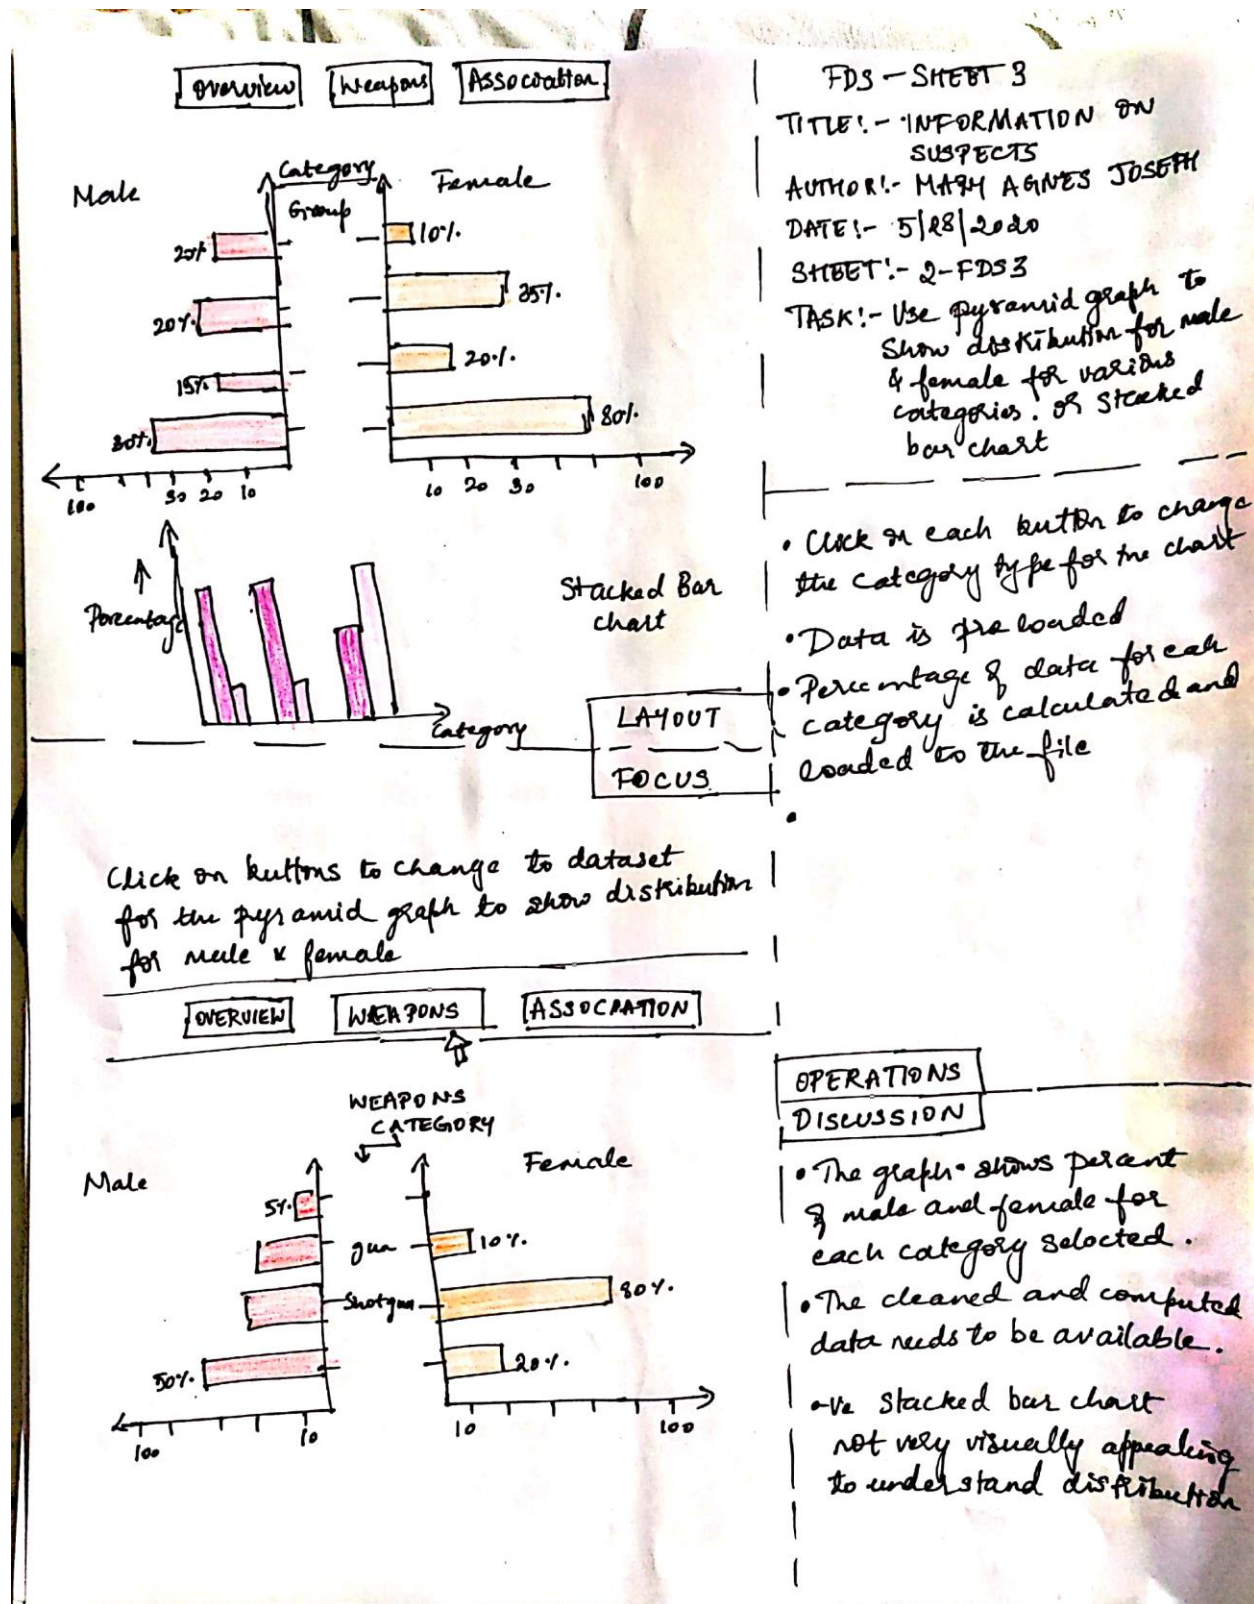 Overview Weapons Association
Male Category Female
Group
20% 10%
20% 35%
15% 20%
80% 80%
100 30 20 10 10 20 30 100
Percentage
Stacked Bar
chart
Category
LAYOUT
FOCUS
Click on buttons to change to dataset
for the pyramid graph to show distribution
for male & female
OVERVIEW WEAPONS ASSOCIATION
WEAPONS
CATEGORY
Male Female
5%
gun 10%
Shotgun 80%
50% 20%
100 10 10 100
FDS - SHEET 3
TITLE:- INFORMATION ON
SUSPECTS
AUTHOR:- MARY AGNES JOSEPH
DATE:- 5/28/2020
SHEET:- 2-FDS3
TASK:- Use pyramid graph to
show distribution for male
& female for various
categories. or stacked
bar chart
• Click on each button to change
the category type for the chart
• Data is pre loaded
• Percentage of data for each
category is calculated and
loaded to the file
OPERATIONS
DISCUSSION
• The graph shows percent
of male and female for
each category selected.
• The cleaned and computed
data needs to be available.
-ve stacked bar chart
not very visually appealing
to understand distribution